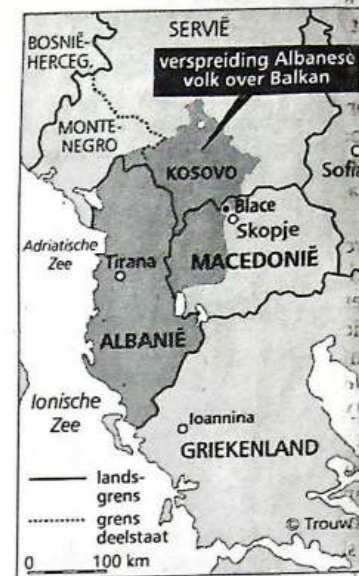 BOSNIË-
HERCEG.
SERVIË
verspreiding Albanese
volk over Balkan
MONTE-
NEGRO
KOSOVO
Sofia
Blace
Skopje
Adriatische
Zee
Tirana
MACEDONIË
ALBANIË
Ionische
Zee
Ioannina
GRIEKENLAND
lands-
grens
grens
deelstaat
© Trouw
0 100 km